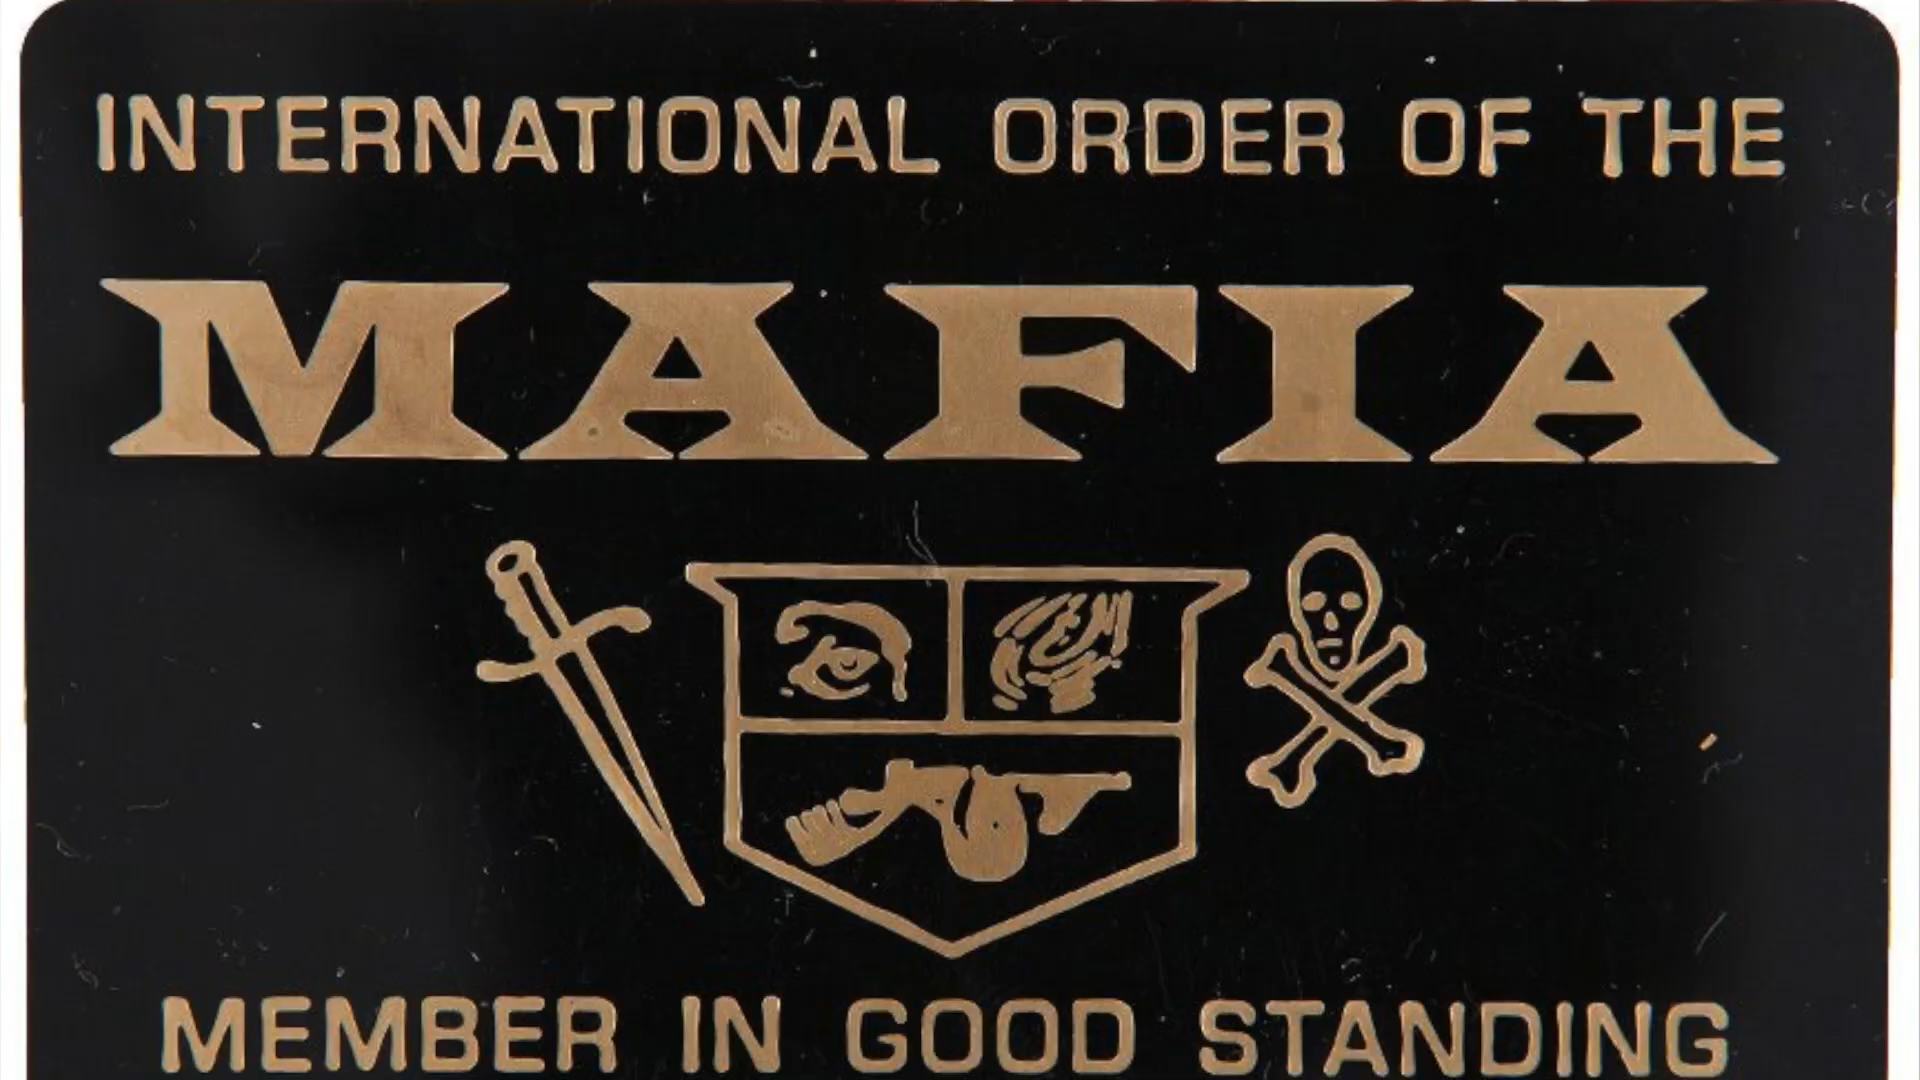 INTERNATIONAL ORDER OF THE
MAFIA
MEMBER IN GOOD STANDING